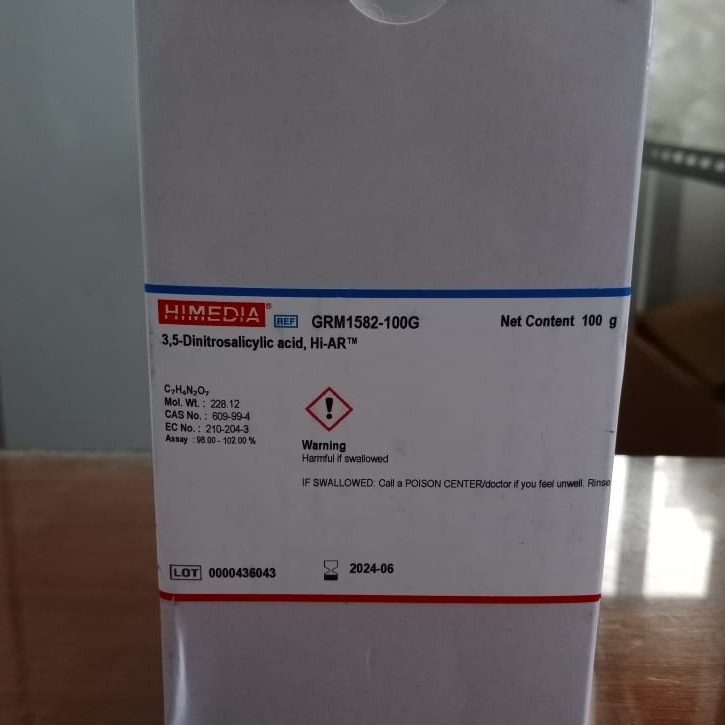 HIMEDIA® REF GRM1582-100G Net Content 100 g
3,5-Dinitrosalicylic acid, Hi-AR™
C₇H₄N₂O₇
Mol. Wt. : 228.12
CAS No. : 609-99-4
EC No. : 210-204-3
Assay : 98.00 - 102.00 %
Warning
Harmful if swallowed
IF SWALLOWED: Call a POISON CENTER/doctor if you feel unwell. Rinse
LOT 0000436043 2024-06